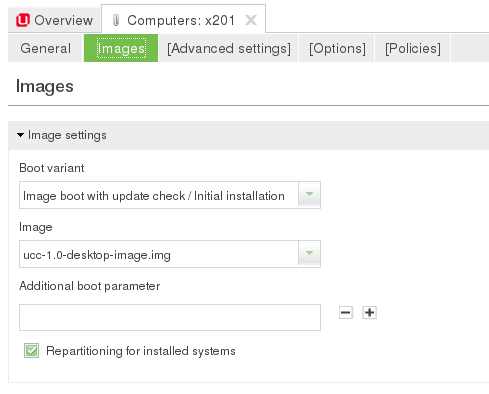 Overview
Computers: x201
General
Images
[Advanced settings]
[Options]
[Policies]
Images
Image settings
Boot variant
Image boot with update check / Initial installation
Image
ucc-1.0-desktop-image.img
Additional boot parameter
Repartitioning for installed systems